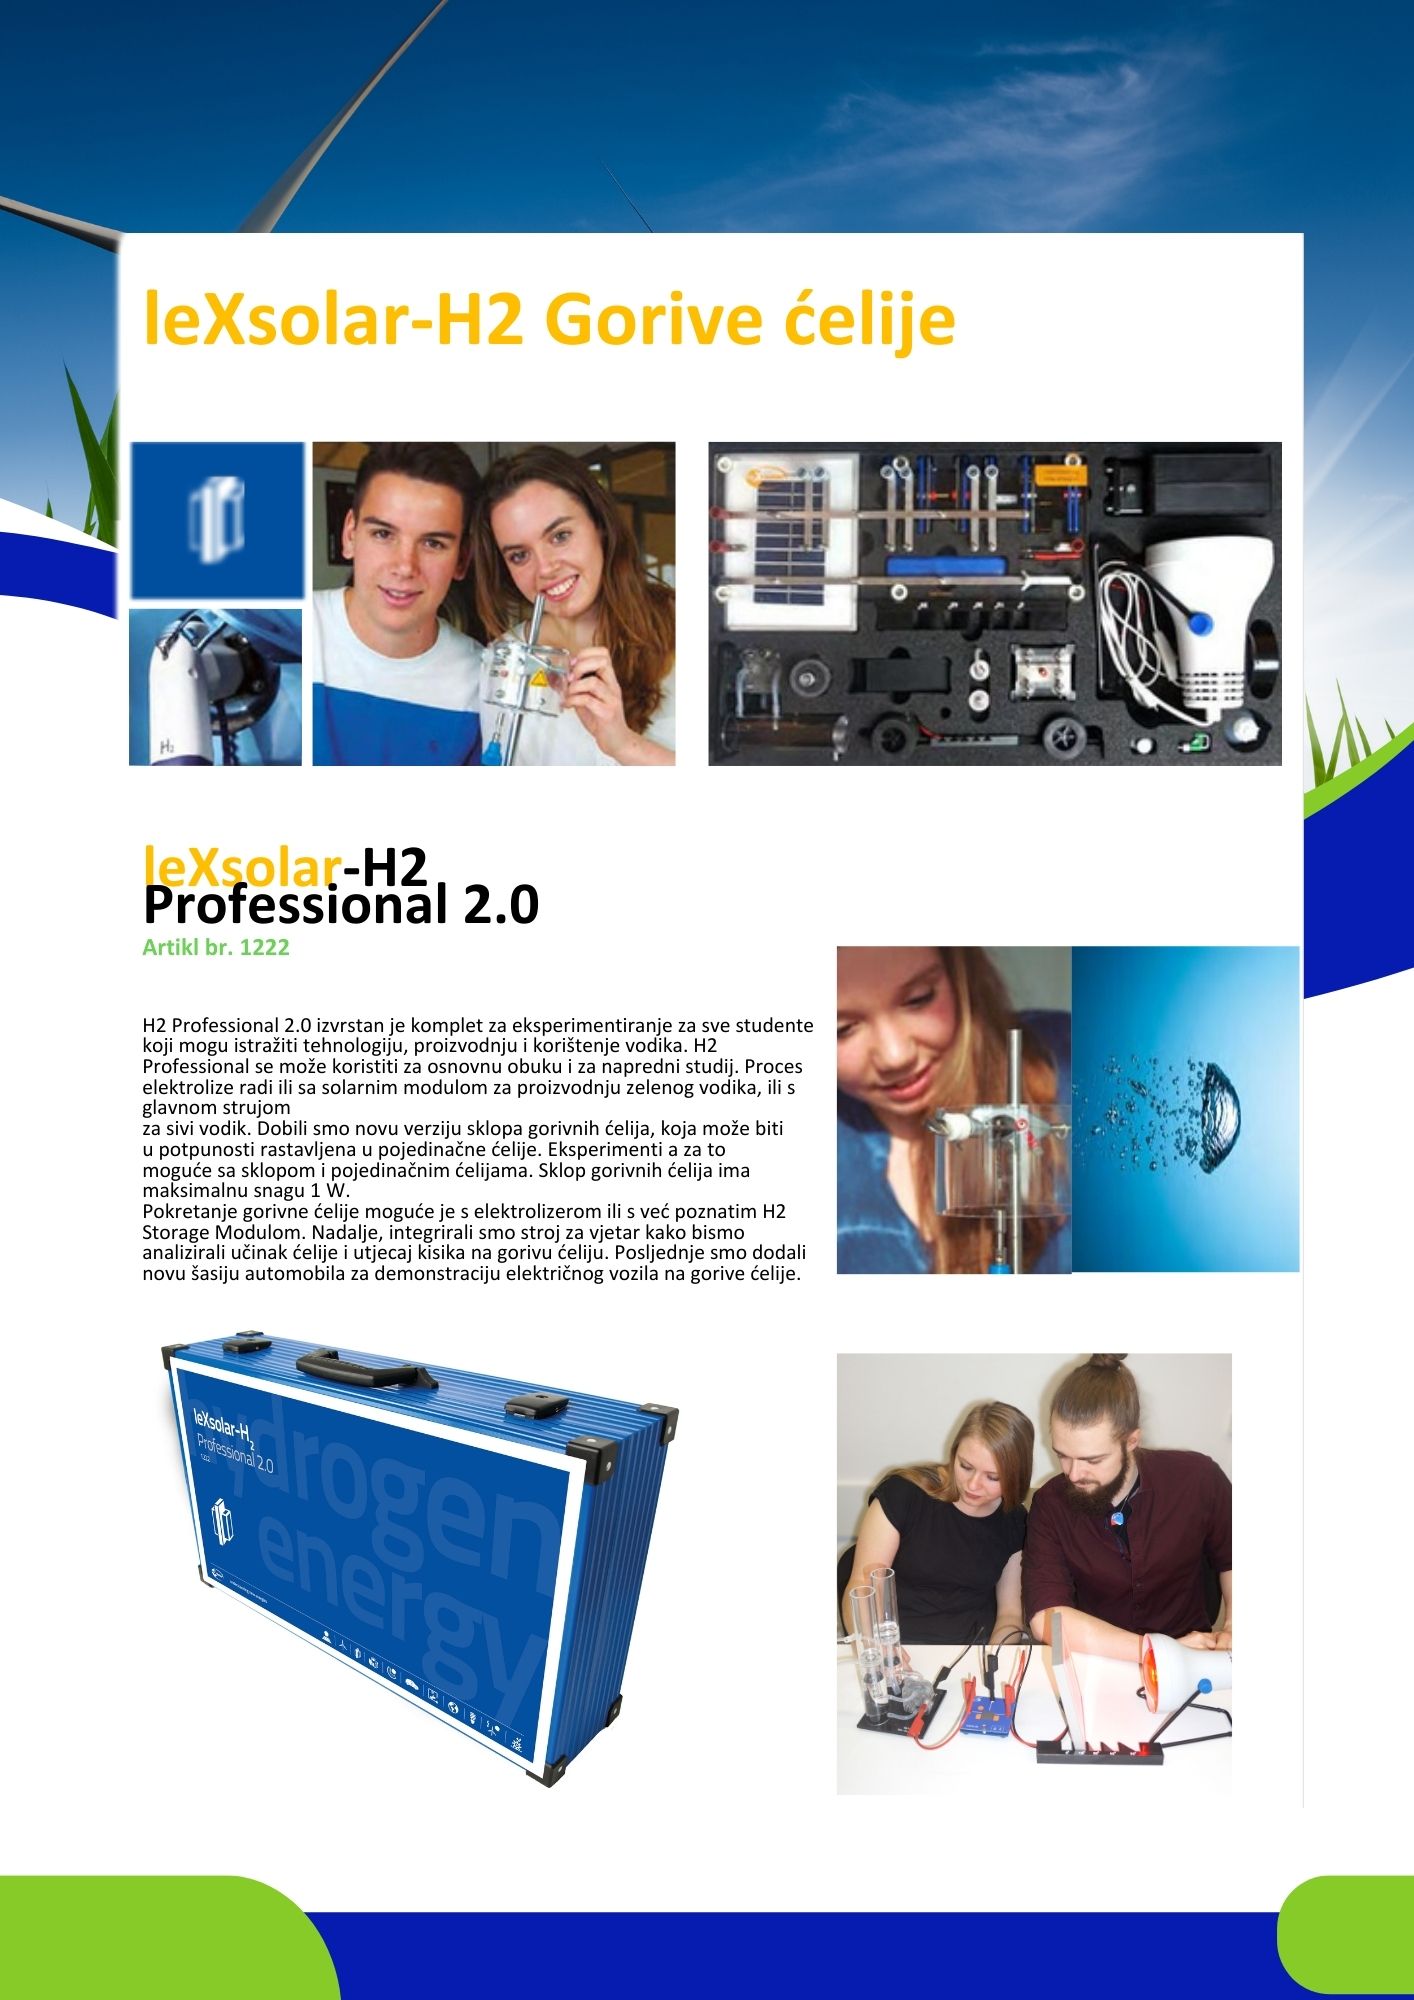 leXsolar-H2 Gorive ćelije
H2
leXsolar-H2
Professional 2.0
Artikl br. 1222
H2 Professional 2.0 izvrstan je komplet za eksperimentiranje za sve studente
koji mogu istražiti tehnologiju, proizvodnju i korištenje vodika. H2
Professional se može koristiti za osnovnu obuku i za napredni studij. Proces
elektrolize radi ili sa solarnim modulom za proizvodnju zelenog vodika, ili s
glavnom strujom
za sivi vodik. Dobili smo novu verziju sklopa gorivnih ćelija, koja može biti
u potpunosti rastavljena u pojedinačne ćelije. Eksperimenti a za to
moguće sa sklopom i pojedinačnim ćelijama. Sklop gorivnih ćelija ima
maksimalnu snagu 1 W.
Pokretanje gorivne ćelije moguće je s elektrolizerom ili s već poznatim H2
Storage Modulom. Nadalje, integrirali smo stroj za vjetar kako bismo
analizirali učinak ćelije i utjecaj kisika na gorivu ćeliju. Posljednje smo dodali
novu šasiju automobila za demonstraciju električnog vozila na gorive ćelije.
leXsolar-H2
Professional 2.0
1222
hydrogen
energy